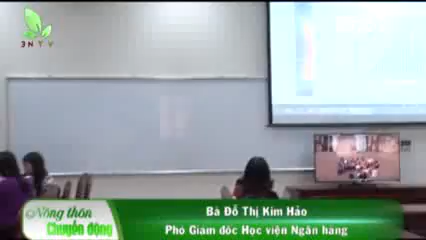 3NTV
Bà Đỗ Thị Kim Hảo
Nông thôn
Chuyển động
Phó Giám đốc Học viện Ngân hàng